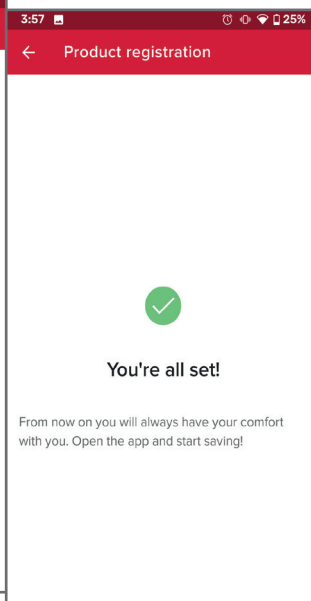 3:57 25%
Product registration
You're all set!
From now on you will always have your comfort
with you. Open the app and start saving!